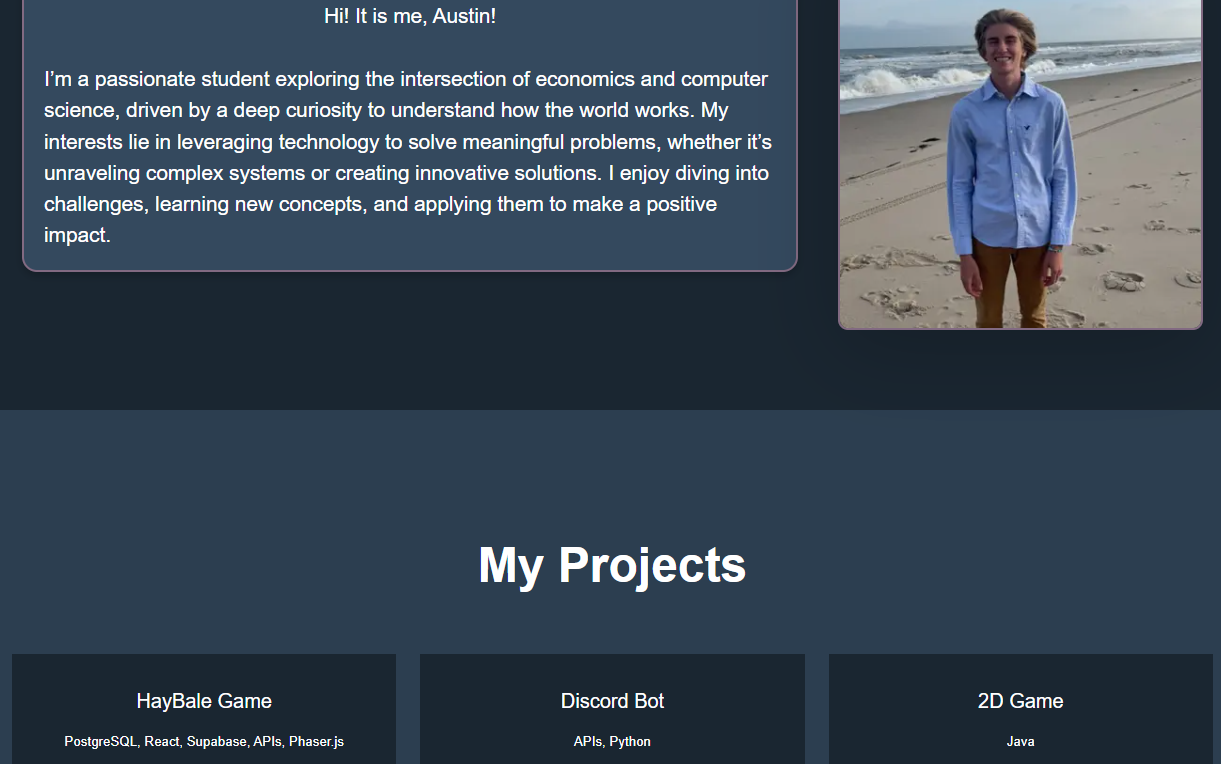 Hi! It is me, Austin!
I’m a passionate student exploring the intersection of economics and computer
science, driven by a deep curiosity to understand how the world works. My
interests lie in leveraging technology to solve meaningful problems, whether it’s
unraveling complex systems or creating innovative solutions. I enjoy diving into
challenges, learning new concepts, and applying them to make a positive
impact.
My Projects
HayBale Game
PostgreSQL, React, Supabase, APIs, Phaser.js
Discord Bot
APIs, Python
2D Game
Java